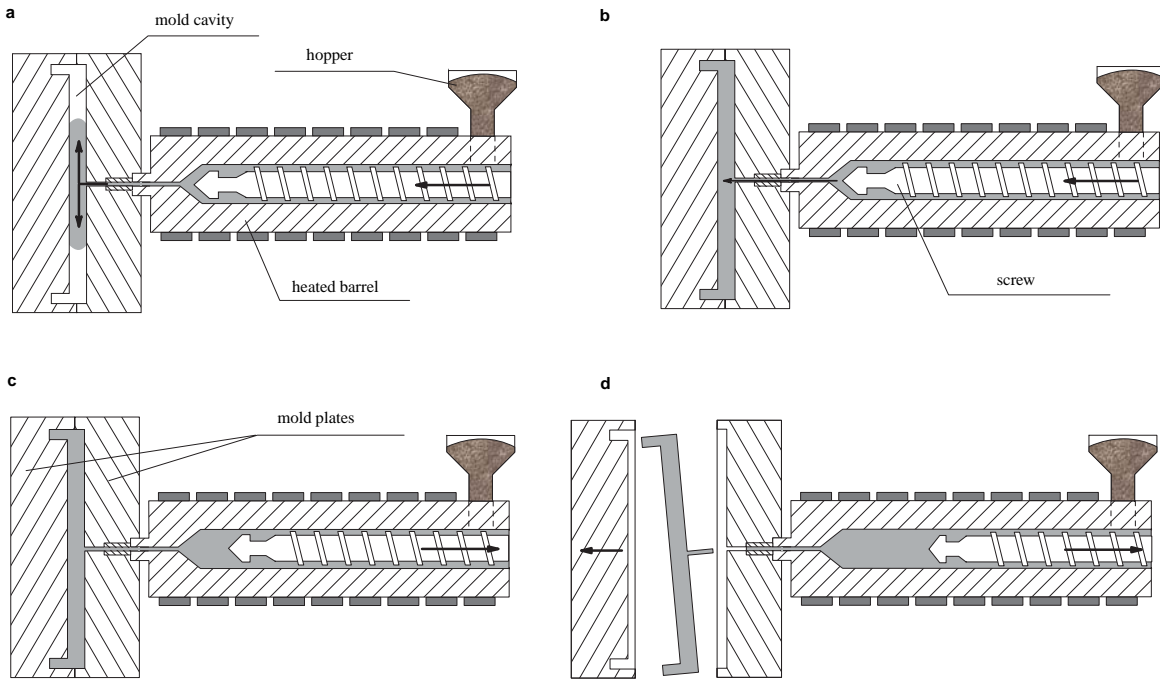 a
mold cavity
hopper
heated barrel
b
screw
c
mold plates
d